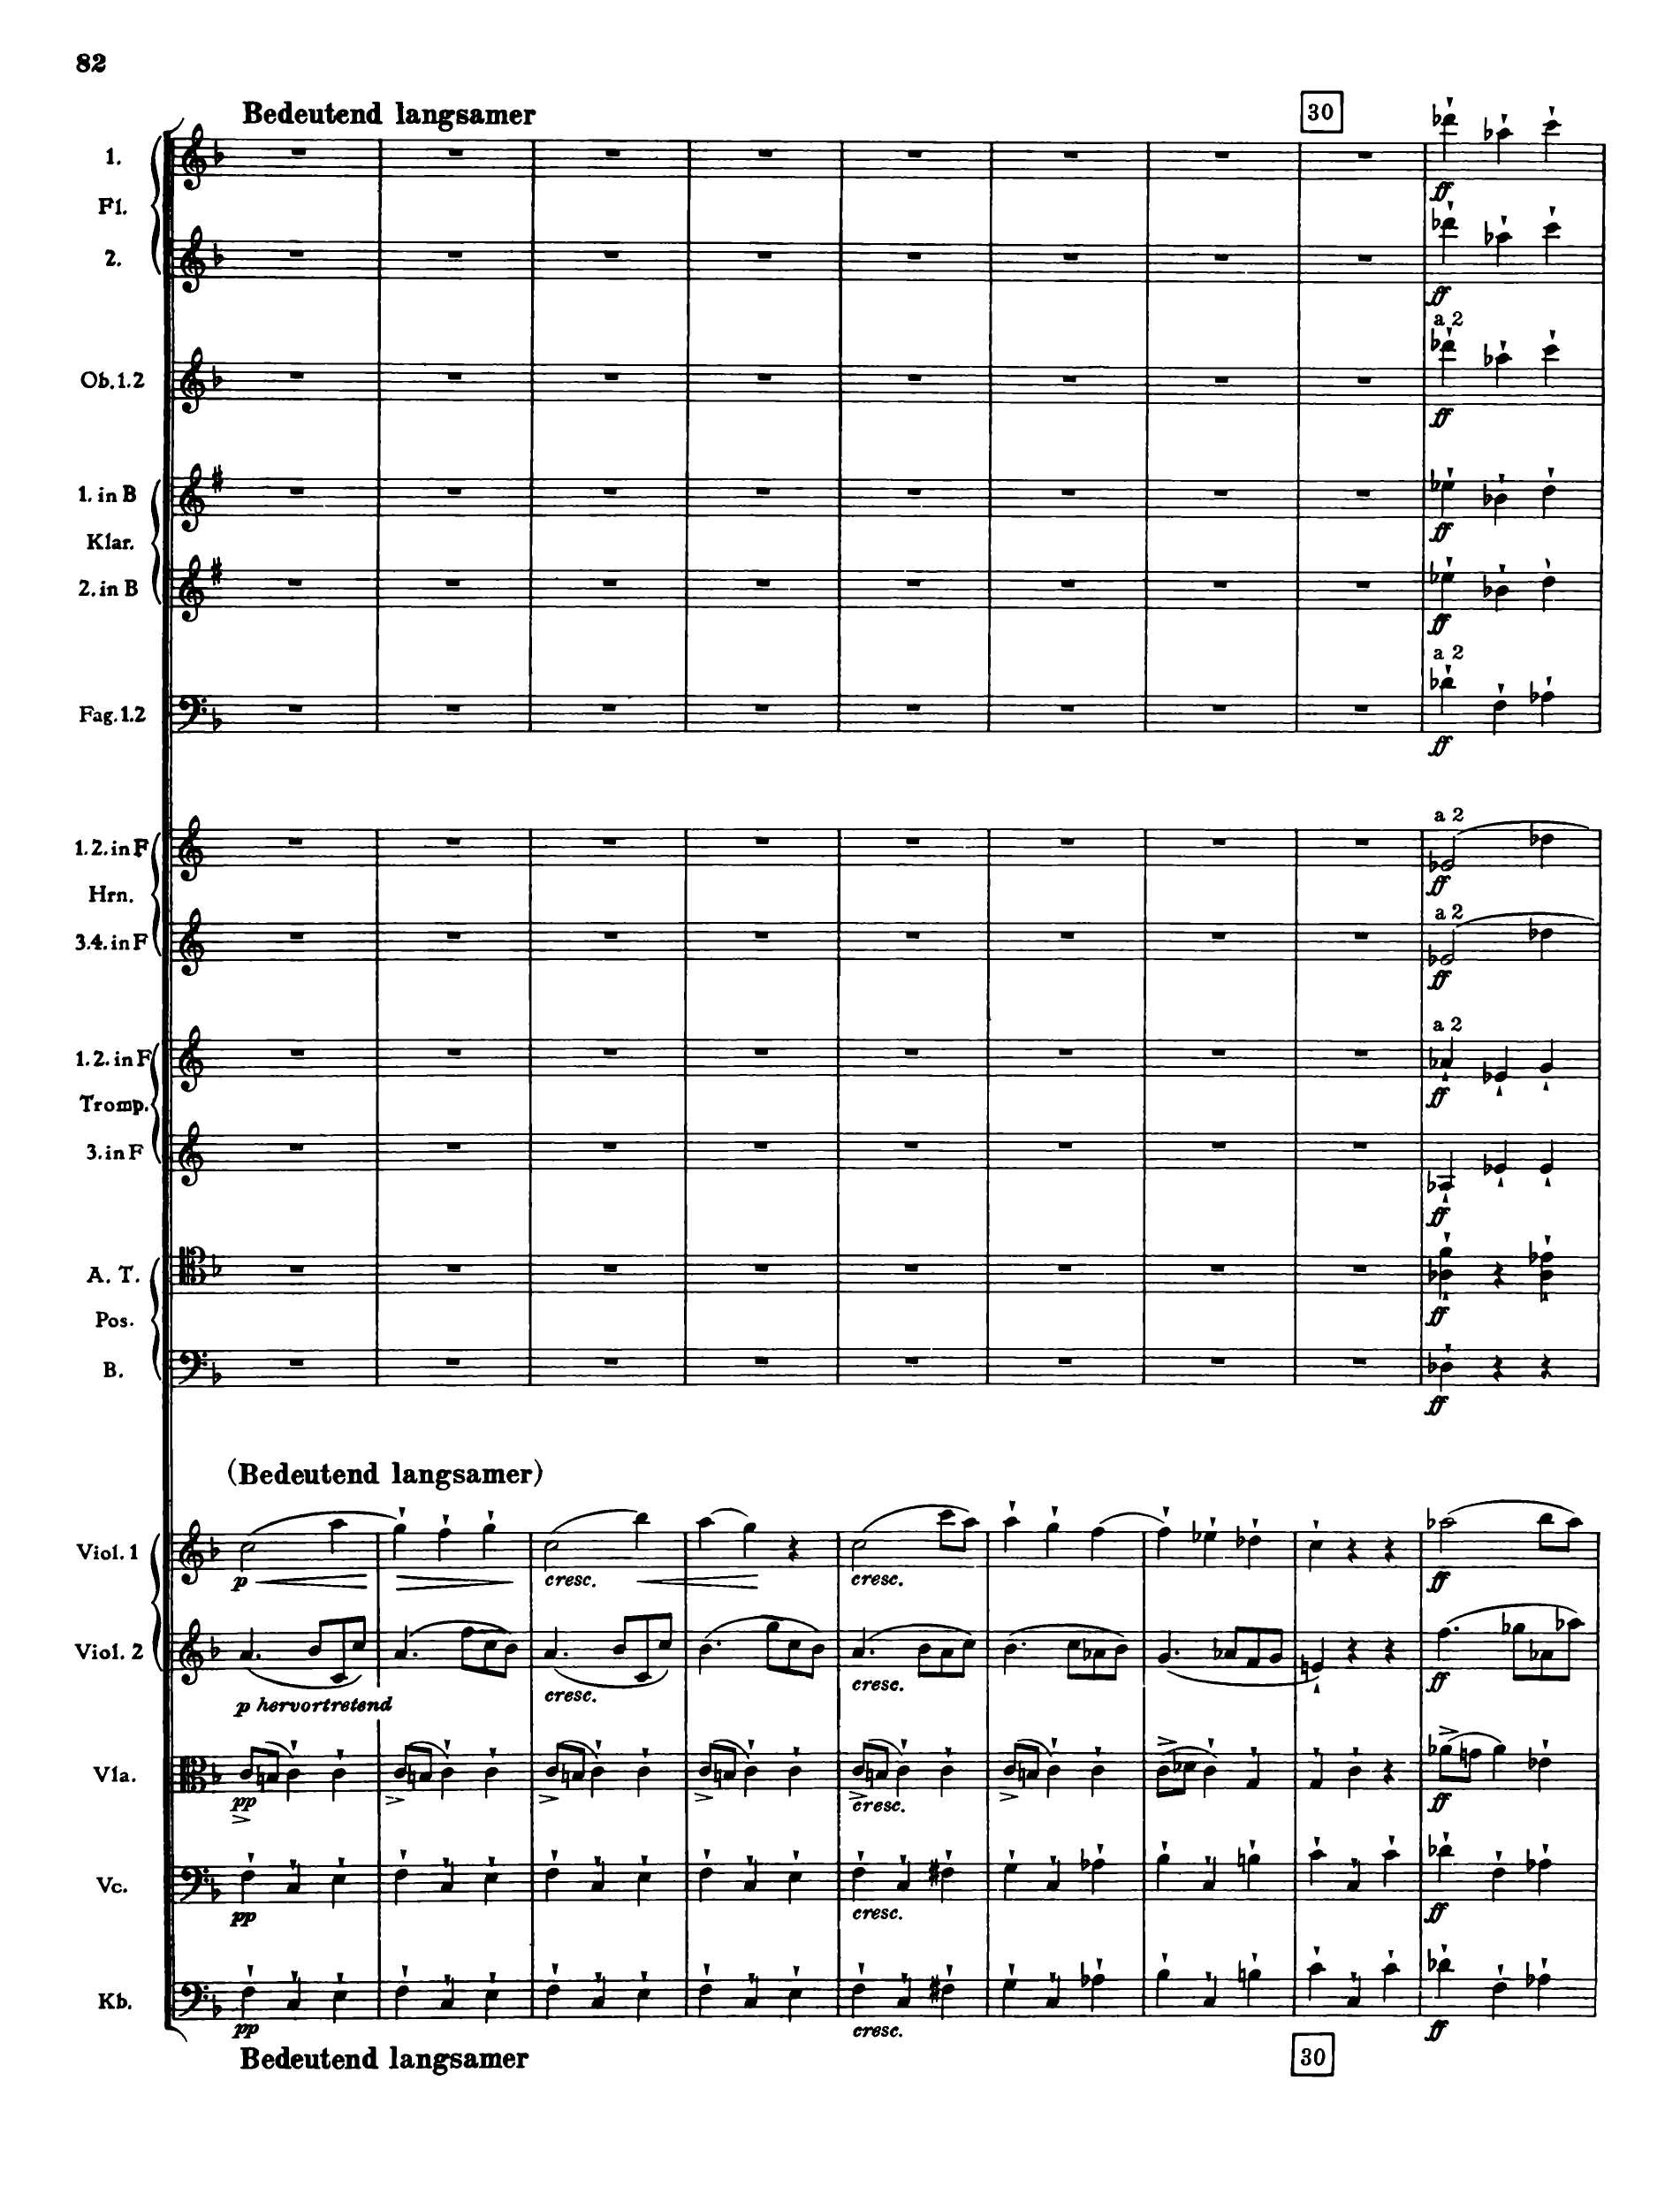 82
Bedeutend langsamer
30
1.
Fl.
ff
2.
ff
a 2
Ob. 1.2
ff
1. in B
ff
Klar.
2. in B
ff
a 2
Fag. 1.2
ff
a 2
1. 2. in F
ff
Hrn.
a 2
3.4. in F
ff
a 2
1. 2. in F
ff
Tromp.
3. in F
ff
A. T.
ff
Pos.
B.
ff
(Bedeutend langsamer)
Viol. 1
p cresc. cresc. ff
Viol. 2
p hervortretend cresc. cresc. ff
Vla.
pp cresc. ff
Vc.
pp cresc. ff
Kb.
pp cresc. ff
Bedeutend langsamer
30